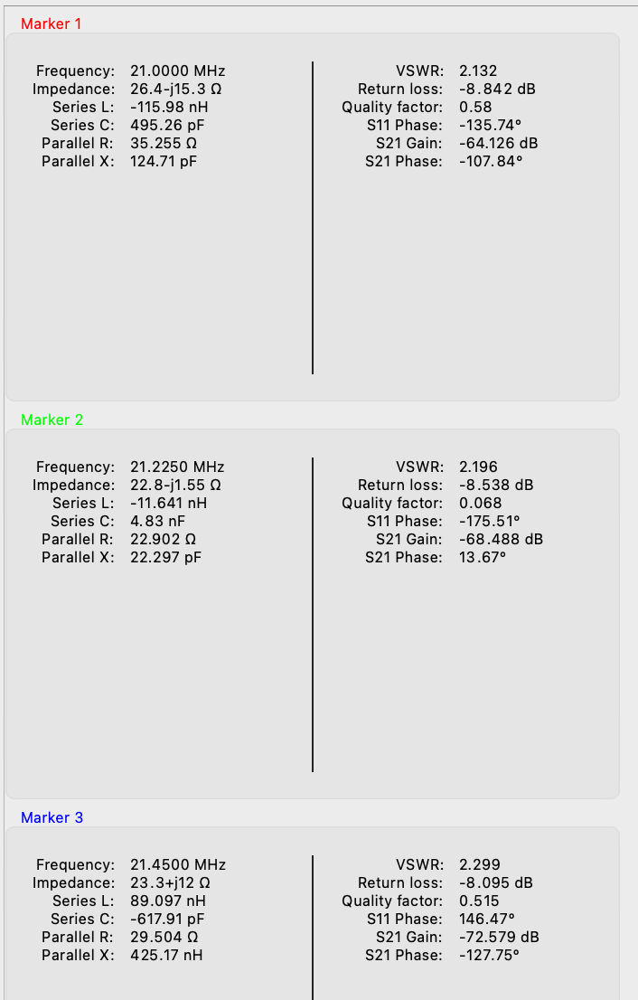 Marker 1
Frequency: 21.0000 MHz
Impedance: 26.4-j15.3 Ω
Series L: -115.98 nH
Series C: 495.26 pF
Parallel R: 35.255 Ω
Parallel X: 124.71 pF
VSWR: 2.132
Return loss: -8.842 dB
Quality factor: 0.58
S11 Phase: -135.74°
S21 Gain: -64.126 dB
S21 Phase: -107.84°
Marker 2
Frequency: 21.2250 MHz
Impedance: 22.8-j1.55 Ω
Series L: -11.641 nH
Series C: 4.83 nF
Parallel R: 22.902 Ω
Parallel X: 22.297 pF
VSWR: 2.196
Return loss: -8.538 dB
Quality factor: 0.068
S11 Phase: -175.51°
S21 Gain: -68.488 dB
S21 Phase: 13.67°
Marker 3
Frequency: 21.4500 MHz
Impedance: 23.3+j12 Ω
Series L: 89.097 nH
Series C: -617.91 pF
Parallel R: 29.504 Ω
Parallel X: 425.17 nH
VSWR: 2.299
Return loss: -8.095 dB
Quality factor: 0.515
S11 Phase: 146.47°
S21 Gain: -72.579 dB
S21 Phase: -127.75°